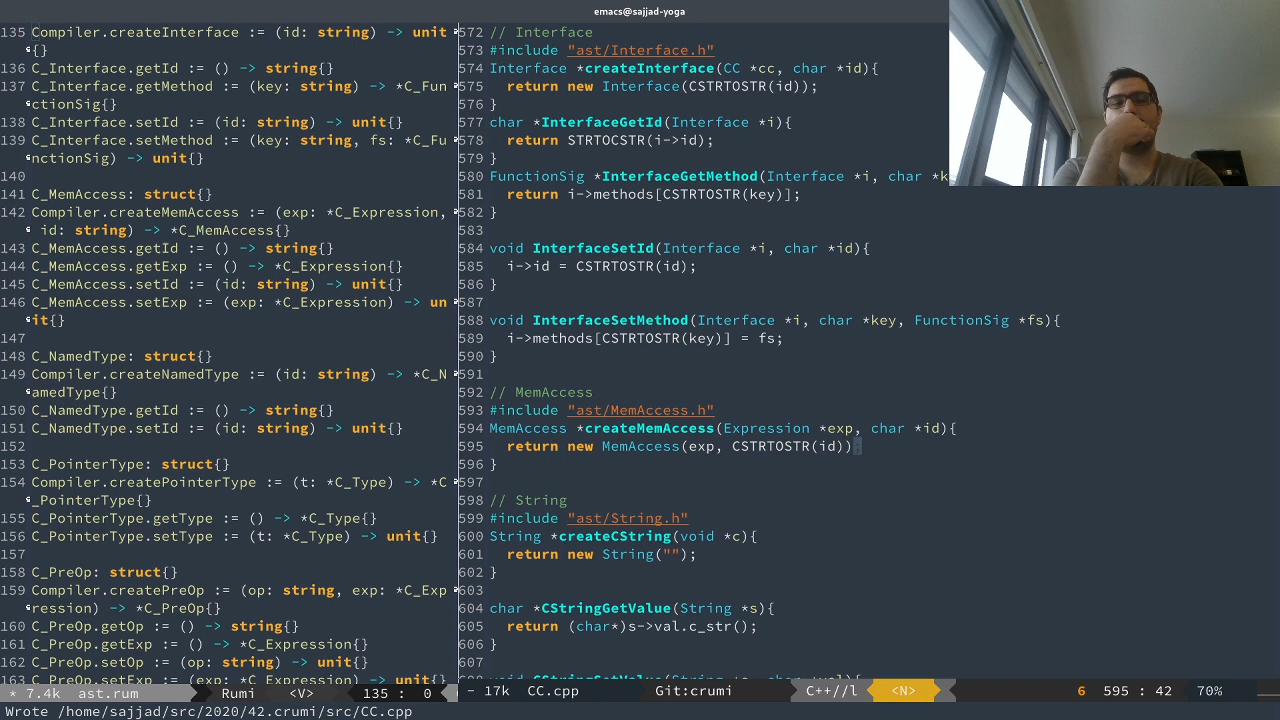 emacs@sajjad-yoga
135 Compiler.createInterface := (id: string) -> unit
{}
136 C_Interface.getId := () -> string{}
137 C_Interface.getMethod := (key: string) -> *C_Fun
ctionSig{}
138 C_Interface.setId := (id: string) -> unit{}
139 C_Interface.setMethod := (key: string, fs: *C_Fu
nctionSig) -> unit{}
140
141 C_MemAccess: struct{}
142 Compiler.createMemAccess := (exp: *C_Expression,
id: string) -> *C_MemAccess{}
143 C_MemAccess.getId := () -> string{}
144 C_MemAccess.getExp := () -> *C_Expression{}
145 C_MemAccess.setId := (id: string) -> unit{}
146 C_MemAccess.setExp := (exp: *C_Expression) -> un
it{}
147
148 C_NamedType: struct{}
149 Compiler.createNamedType := (id: string) -> *C_N
amedType{}
150 C_NamedType.getId := () -> string{}
151 C_NamedType.setId := (id: string) -> unit{}
152
153 C_PointerType: struct{}
154 Compiler.createPointerType := (t: *C_Type) -> *C
_PointerType{}
155 C_PointerType.getType := () -> *C_Type{}
156 C_PointerType.setType := (t: *C_Type) -> unit{}
157
158 C_PreOp: struct{}
159 Compiler.createPreOp := (op: string, exp: *C_Exp
ression) -> *C_PreOp{}
160 C_PreOp.getOp := () -> string{}
161 C_PreOp.getExp := () -> *C_Expression{}
162 C_PreOp.setOp := (op: string) -> unit{}
163 C_PreOp.setExp := (exp: *C_Expression) -> unit{}
* 7.4k ast.rum Rumi <V> 135 : 0
572 // Interface
573 #include "ast/Interface.h"
574 Interface *createInterface(CC *cc, char *id){
575 return new Interface(CSTRTOSTR(id));
576 }
577 char *InterfaceGetId(Interface *i){
578 return STRTOCSTR(i->id);
579 }
580 FunctionSig *InterfaceGetMethod(Interface *i, char *k
581 return i->methods[CSTRTOSTR(key)];
582 }
583
584 void InterfaceSetId(Interface *i, char *id){
585 i->id = CSTRTOSTR(id);
586 }
587
588 void InterfaceSetMethod(Interface *i, char *key, FunctionSig *fs){
589 i->methods[CSTRTOSTR(key)] = fs;
590 }
591
592 // MemAccess
593 #include "ast/MemAccess.h"
594 MemAccess *createMemAccess(Expression *exp, char *id){
595 return new MemAccess(exp, CSTRTOSTR(id));
596 }
597
598 // String
599 #include "ast/String.h"
600 String *createCString(void *c){
601 return new String("");
602 }
603
604 char *CStringGetValue(String *s){
605 return (char*)s->val.c_str();
606 }
607
- 17k CC.cpp Git:crumi C++//l <N> 6 595 : 42 70%
Wrote /home/sajjad/src/2020/42.crumi/src/CC.cpp